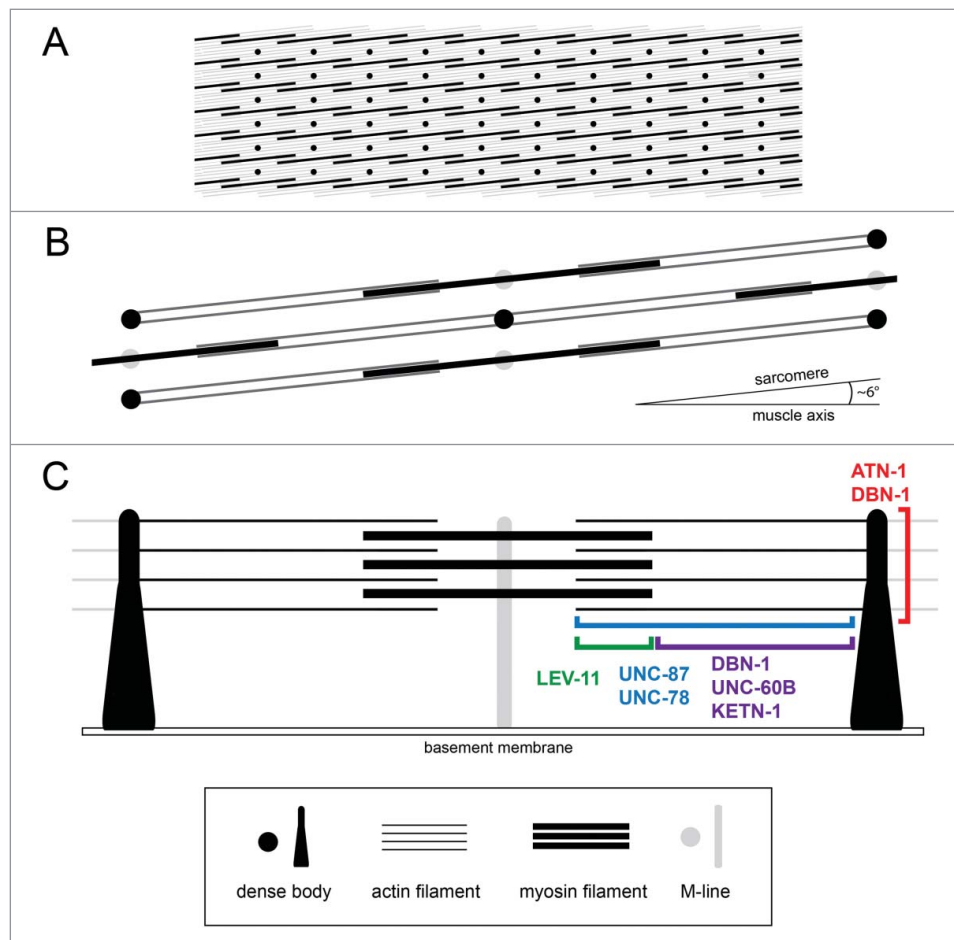 A
B
sarcomere
~6°
muscle axis
C
ATN-1
DBN-1
LEV-11
UNC-87
UNC-78
DBN-1
UNC-60B
KETN-1
basement membrane
dense body
actin filament
myosin filament
M-line